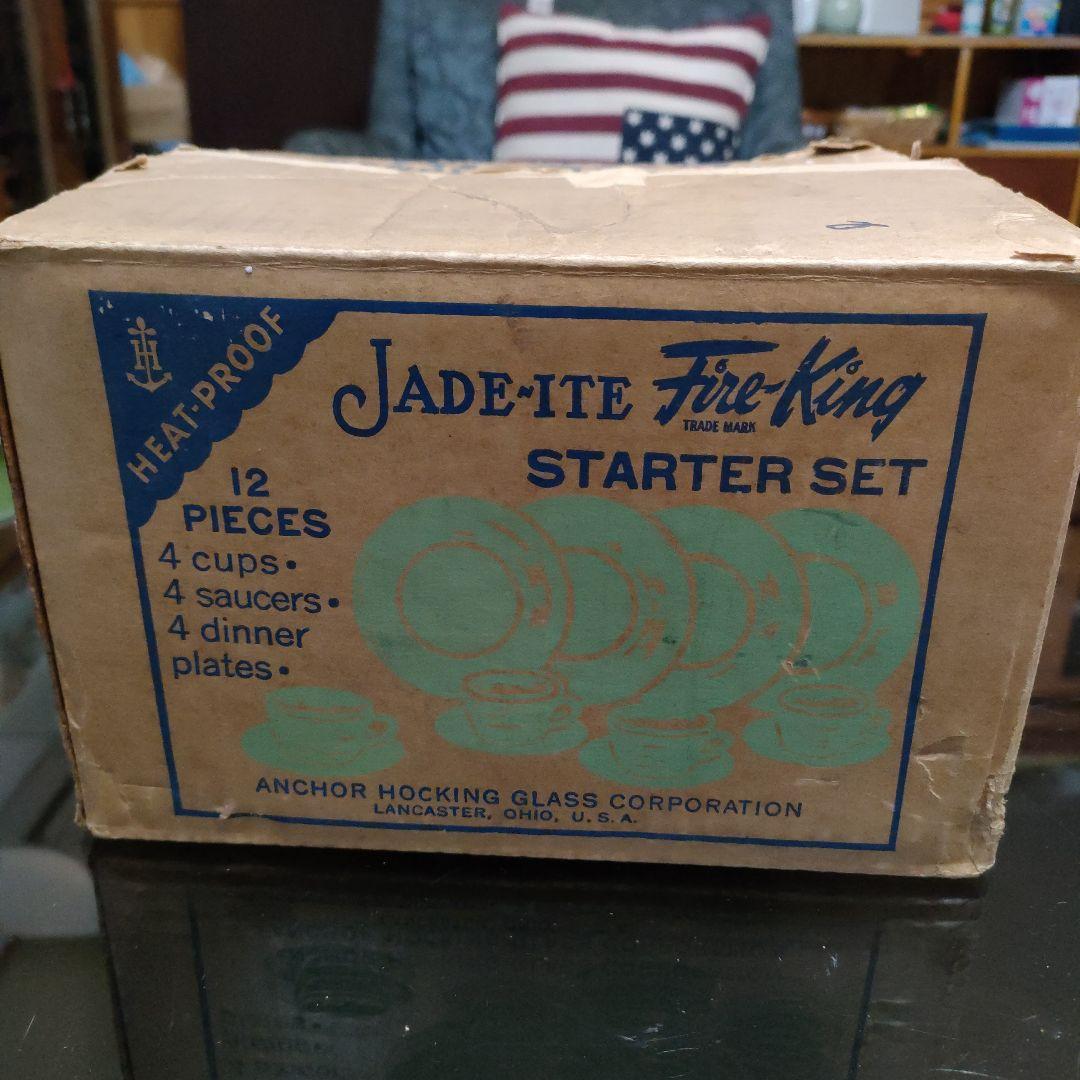 HEAT-PROOF
JADE-ITE Fire-King
TRADE MARK
STARTER SET
12
PIECES
4 cups •
4 saucers •
4 dinner
plates •
ANCHOR HOCKING GLASS CORPORATION
LANCASTER, OHIO, U.S.A.